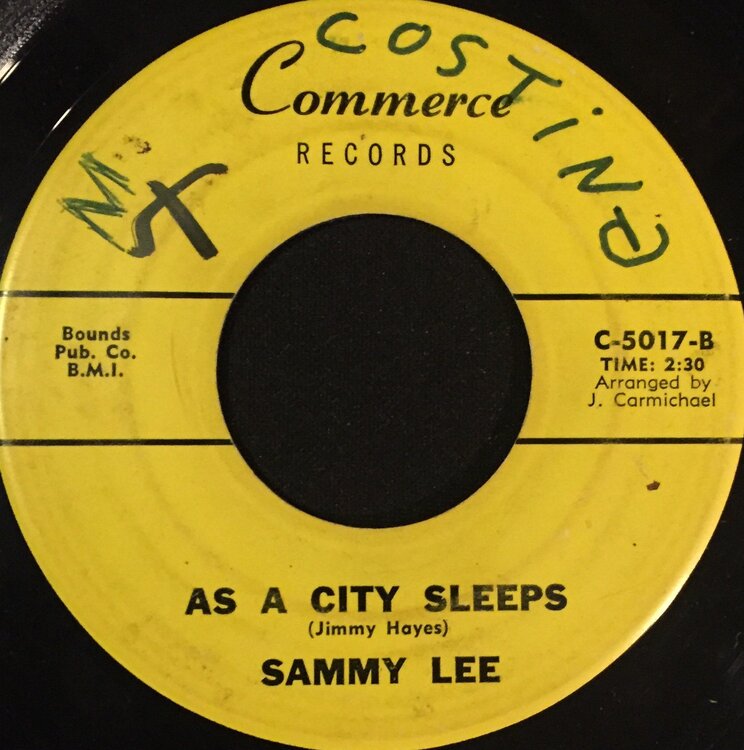 M. COSTINO
Commerce
RECORDS
Bounds
Pub. Co.
B.M.I.
C-5017-B
TIME: 2:30
Arranged by
J. Carmichael
AS A CITY SLEEPS
(Jimmy Hayes)
SAMMY LEE